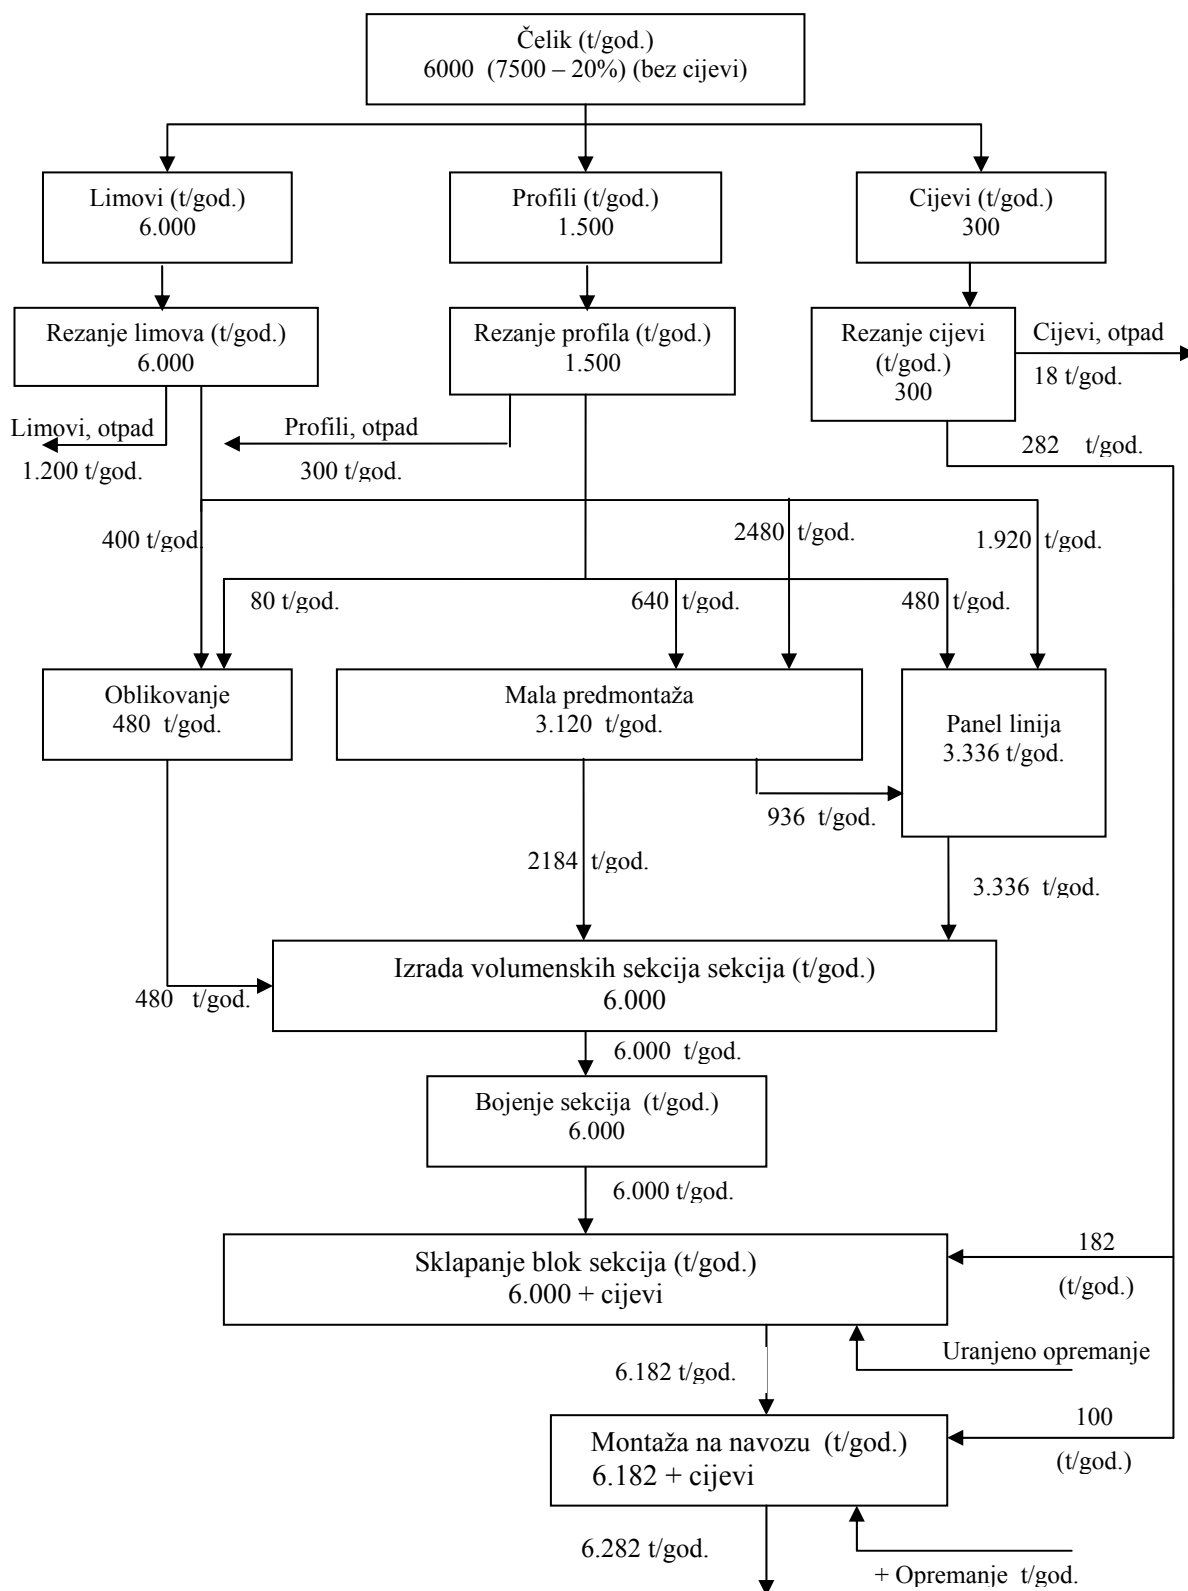 Čelik (t/god.)
6000 (7500 – 20%) (bez cijevi)
Limovi (t/god.)
6.000
Profili (t/god.)
1.500
Cijevi (t/god.)
300
Rezanje limova (t/god.)
6.000
Rezanje profila (t/god.)
1.500
Rezanje cijevi
(t/god.)
300
Cijevi, otpad
18 t/god.
Limovi, otpad
1.200 t/god.
Profili, otpad
300 t/god.
282 t/god.
400 t/god.
2480 t/god.
1.920 t/god.
80 t/god.
640 t/god.
480 t/god.
Oblikovanje
480 t/god.
Mala predmontaža
3.120 t/god.
Panel linija
3.336 t/god.
936 t/god.
2184 t/god.
3.336 t/god.
Izrada volumenskih sekcija sekcija (t/god.)
6.000
480 t/god.
6.000 t/god.
Bojenje sekcija (t/god.)
6.000
6.000 t/god.
Sklapanje blok sekcija (t/god.)
6.000 + cijevi
182
(t/god.)
Uranjeno opremanje
6.182 t/god.
Montaža na navozu (t/god.)
6.182 + cijevi
100
(t/god.)
6.282 t/god.
+ Opremanje t/god.